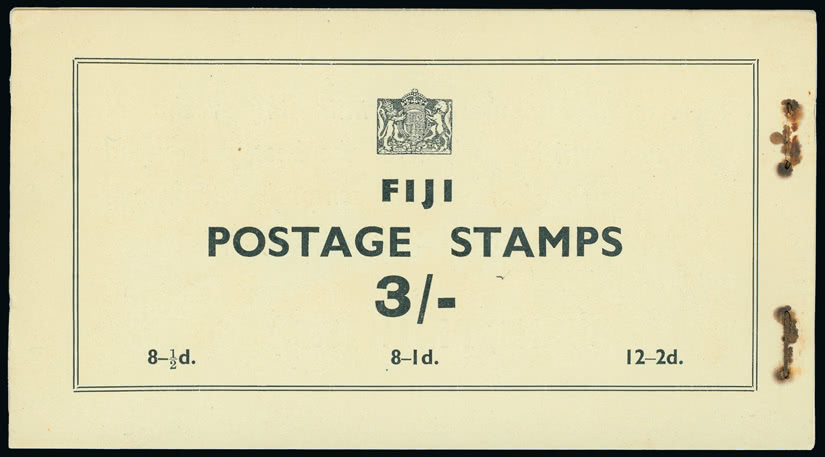 FIJI
POSTAGE STAMPS
3/-
8–½d. 8–1d. 12–2d.